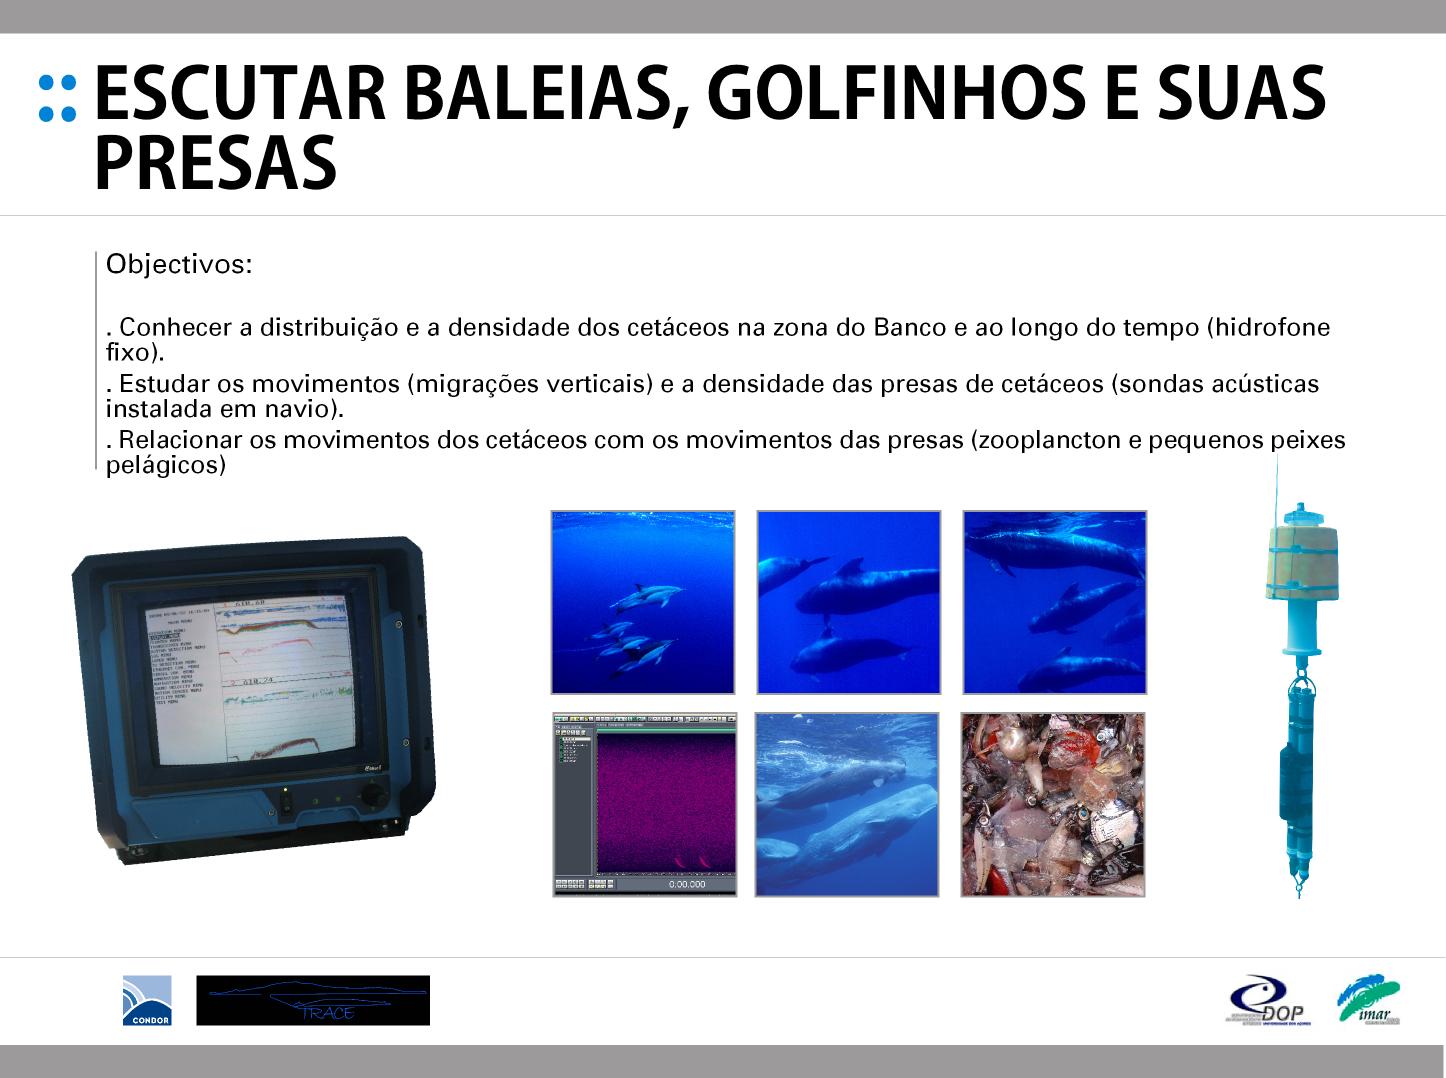 ESCUTAR BALEIAS, GOLFINHOS E SUAS
PRESAS
Objectivos:
. Conhecer a distribuição e a densidade dos cetáceos na zona do Banco e ao longo do tempo (hidrofone
fixo).
. Estudar os movimentos (migrações verticais) e a densidade das presas de cetáceos (sondas acústicas
instalada em navio).
. Relacionar os movimentos dos cetáceos com os movimentos das presas (zooplancton e pequenos peixes
pelágicos)
0:00.000
CONDOR
TRACE
DOP
imar